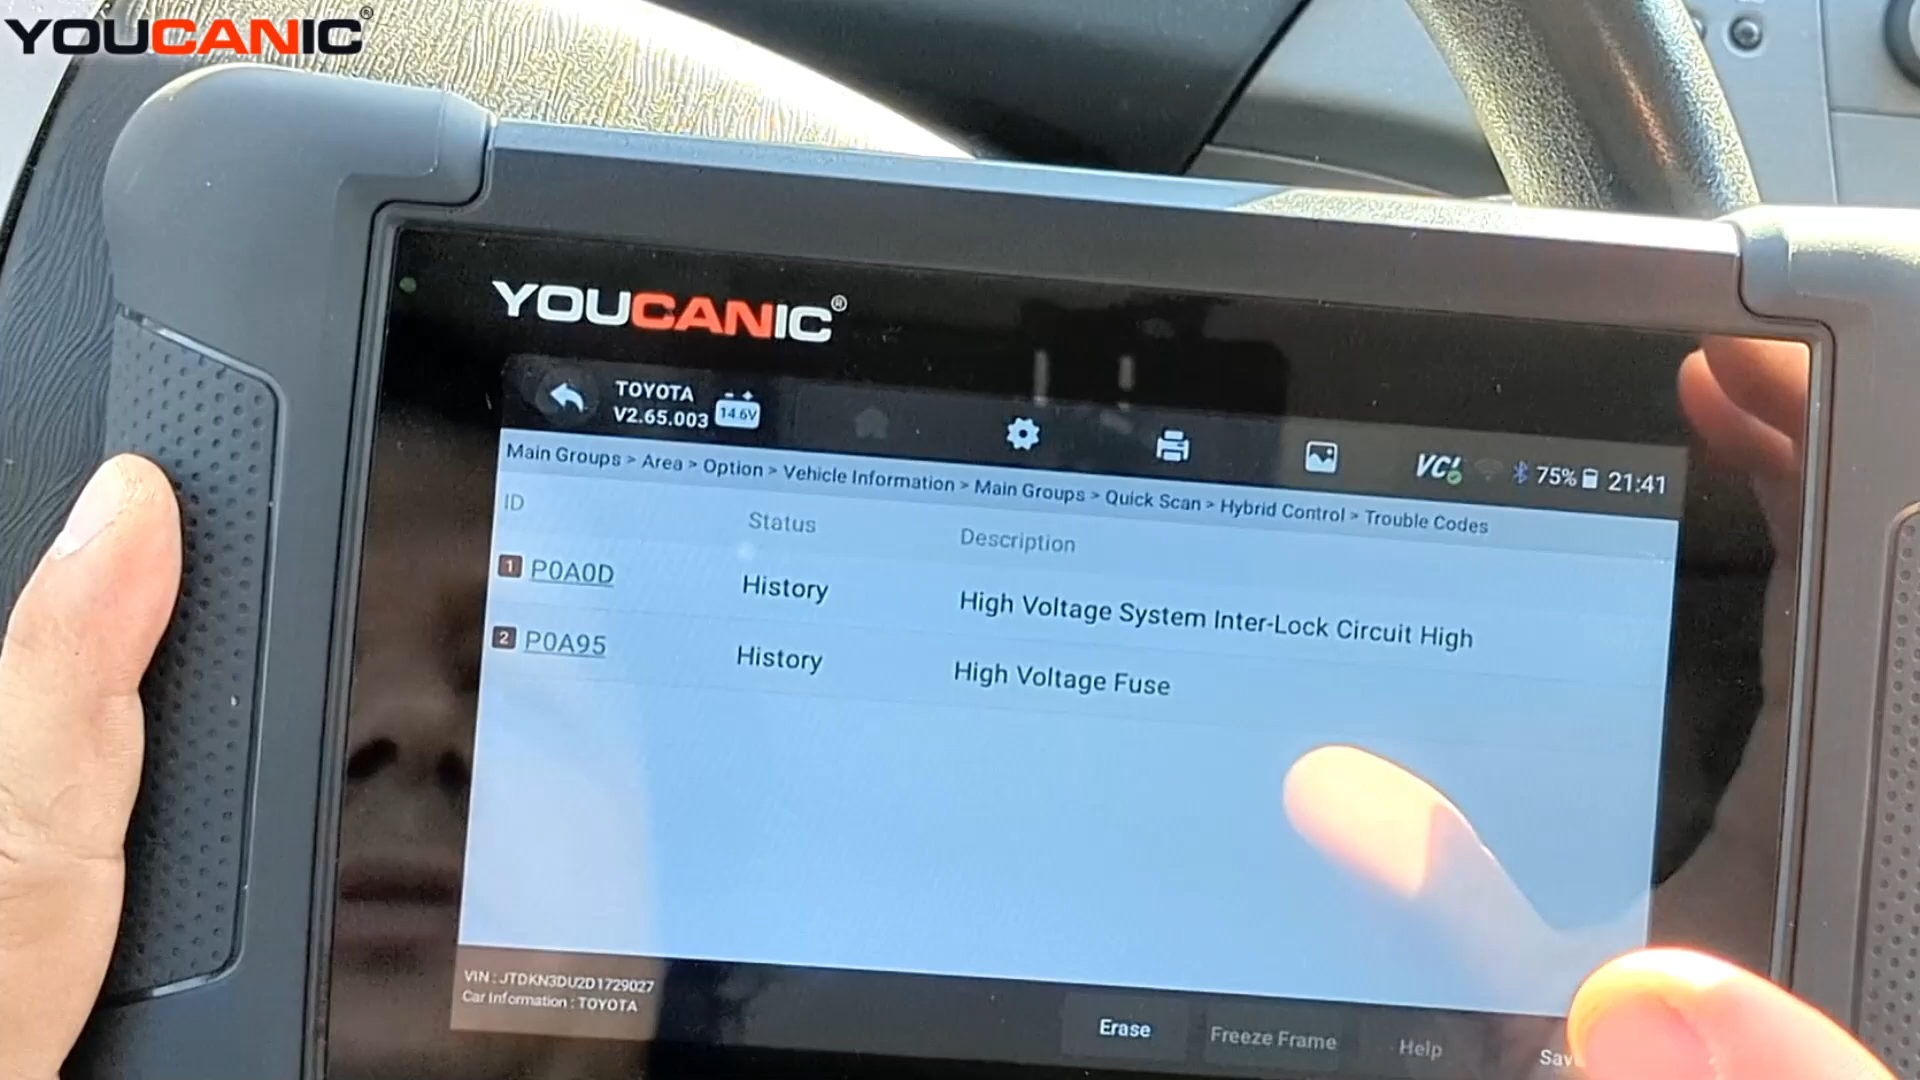 YOUCANIC®
YOUCANIC®
TOYOTA
V2.65.003 14.6V
VC! 75% 21:41
Main Groups > Area > Option > Vehicle Information > Main Groups > Quick Scan > Hybrid Control > Trouble Codes
ID Status Description
1 P0A0D History High Voltage System Inter-Lock Circuit High
2 P0A95 History High Voltage Fuse
VIN : JTDKN3DU2D1729027
Car Information : TOYOTA
Erase Freeze Frame Help